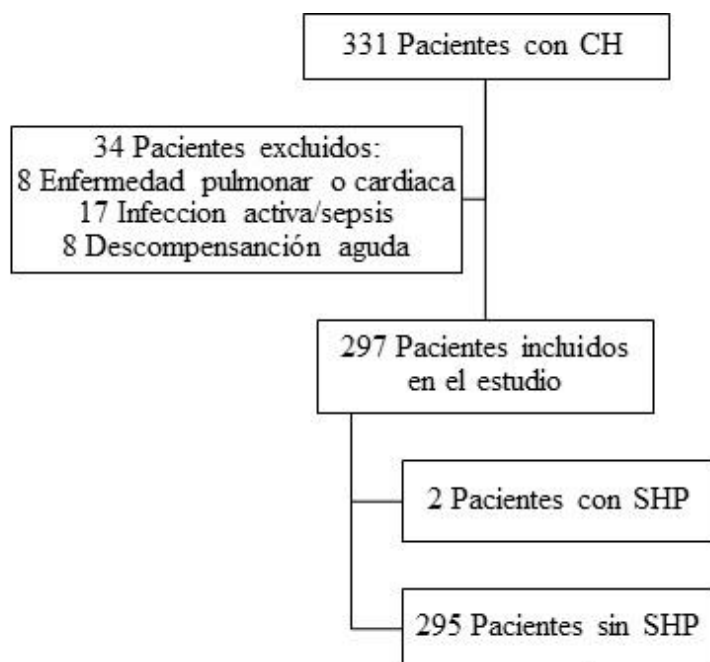 331 Pacientes con CH
34 Pacientes excluidos:
8 Enfermedad pulmonar o cardiaca
17 Infeccion activa/sepsis
8 Descompensanción aguda
297 Pacientes incluidos
en el estudio
2 Pacientes con SHP
295 Pacientes sin SHP